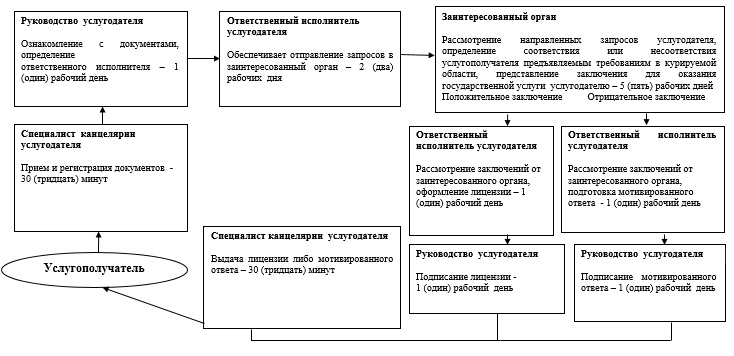 Руководство услугодателя
Ознакомление с документами,
определение
ответственного исполнителя – 1
(один) рабочий день
Ответственный исполнитель
услугодателя
Обеспечивает отправление запросов в
заинтересованный орган – 2 (два)
рабочих дня
Заинтересованный орган
Рассмотрение направленных запросов услугодателя,
определение соответствия или несоответствия
услугополучателя предъявляемым требованиям в курируемой
области, представление заключения для оказания
государственной услуги услугодателю – 5 (пять) рабочих дней
Положительное заключение Отрицательное заключение
Специалист канцелярии
услугодателя
Прием и регистрация документов -
30 (тридцать) минут
Ответственный
исполнитель услугодателя
Рассмотрение заключений от
заинтересованного органа,
оформление лицензии – 1
(один) рабочий день
Ответственный исполнитель
услугодателя
Рассмотрение заключений от
заинтересованного органа,
подготовка мотивированного
ответа - 1 (один) рабочий день
Услугополучатель
Специалист канцелярии услугодателя
Выдача лицензии либо мотивированного
ответа – 30 (тридцать) минут
Руководство услугодателя
Подписание лицензии -
1 (один) рабочий день
Руководство услугодателя
Подписание мотивированного
ответа – 1 (один) рабочий день